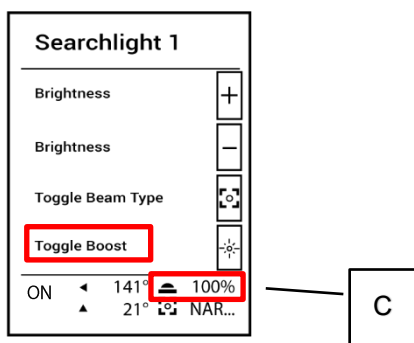 Searchlight 1
Brightness +
Brightness −
Toggle Beam Type
Toggle Boost
ON 141° 100%
21° NAR...
C